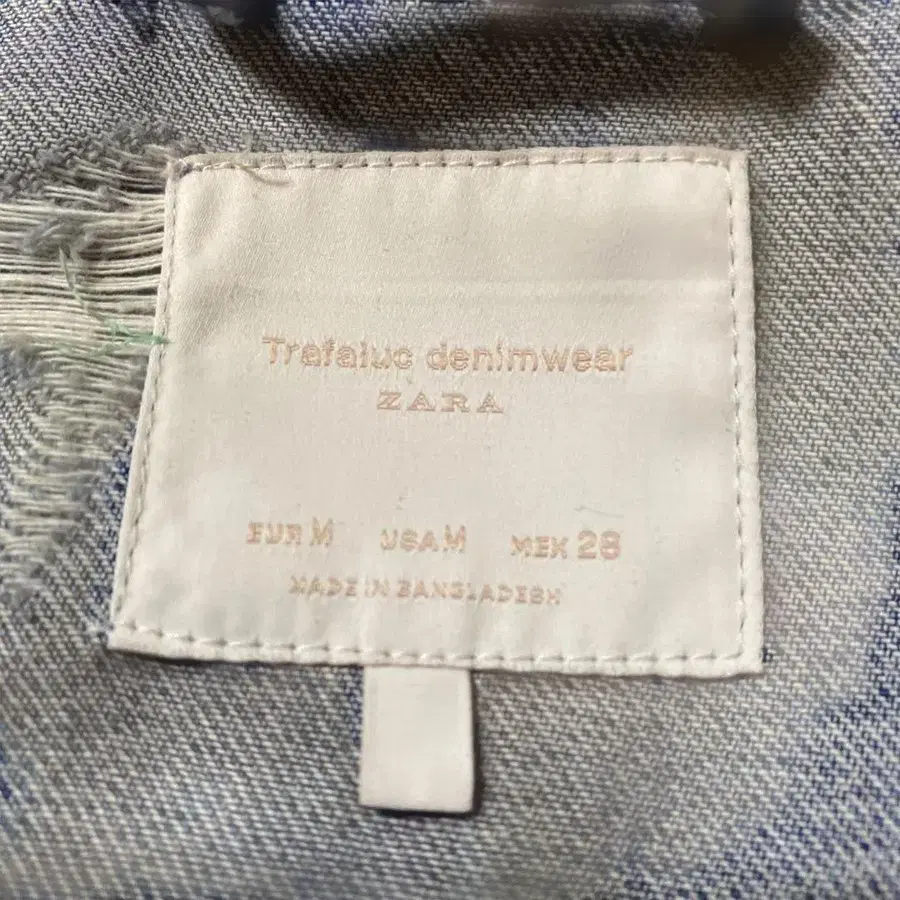 Trafaluc denimwear
ZARA
EUR M USA M MEX 28
MADE IN BANGLADESH